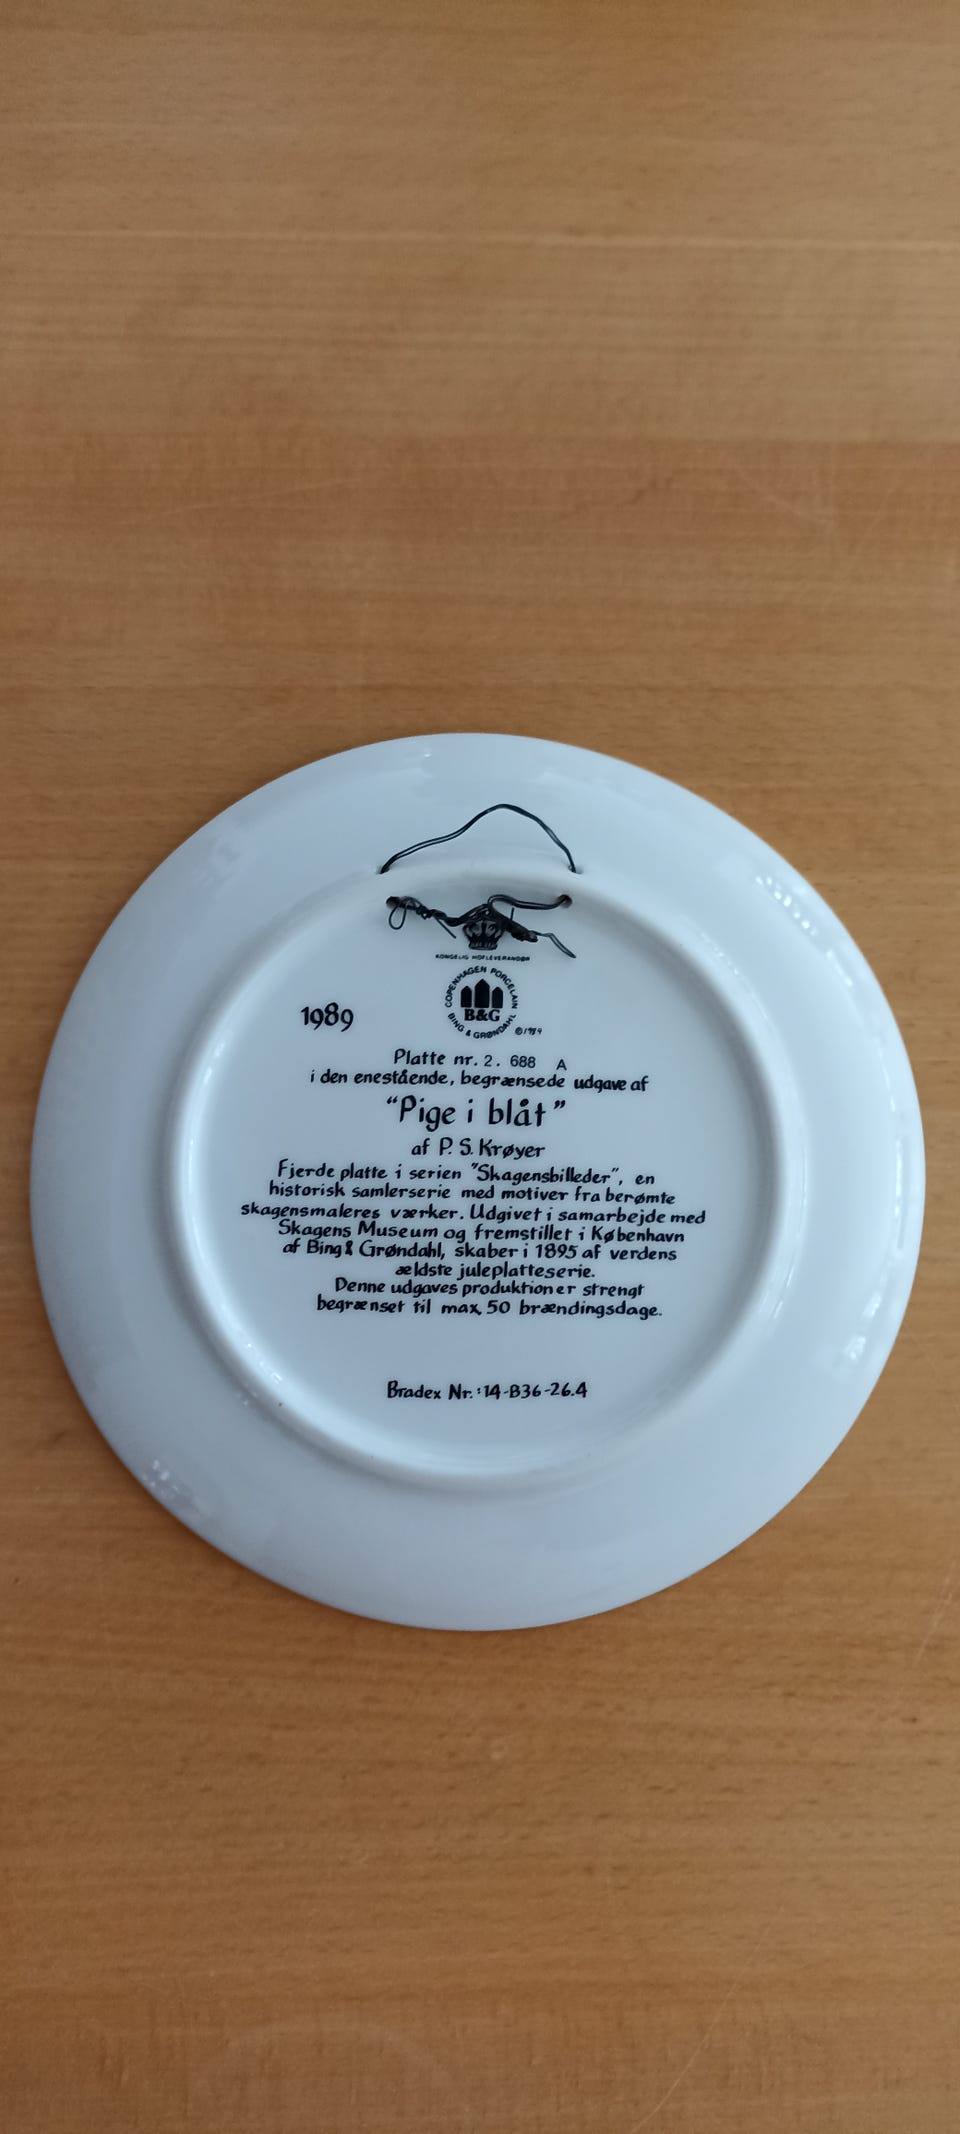 KONGELIG HOFLEVERANDØR
COPENHAGEN PORCELAIN
B&G
BING & GRØNDAHL
©1989
1989
Platte nr. 2. 688 A
i den enestående, begrænsede udgave af
"Pige i blåt"
af P. S. Krøyer
Fjerde platte i serien "Skagensbilleder", en
historisk samlerserie med motiver fra berømte
skagensmaleres værker. Udgivet i samarbejde med
Skagens Museum og fremstillet i København
af Bing & Grøndahl, skaber i 1895 af verdens
ældste juleplatteserie.
Denne udgaves produktion er strengt
begrænset til max. 50 brændingsdage.
Bradex Nr.: 14-B36-26.4